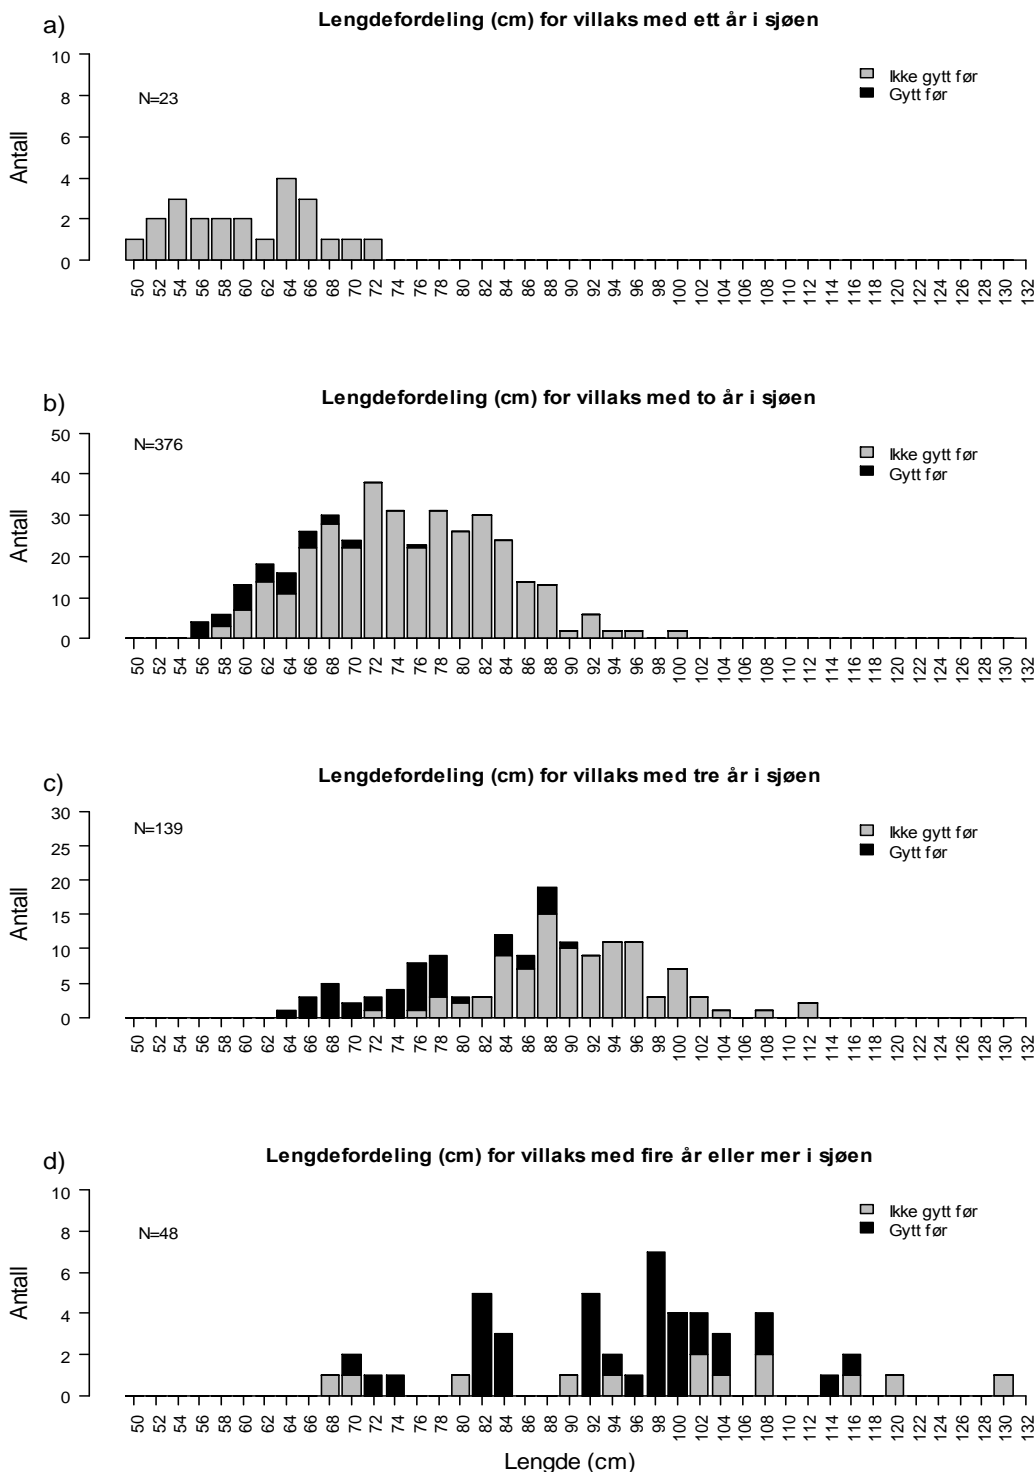 a)
Lengdefordeling (cm) for villaks med ett år i sjøen
10
8
6
4
2
0
Antall
N=23
Ikke gytt før
Gytt før
50 52 54 56 58 60 62 64 66 68 70 72 74 76 78 80 82 84 86 88 90 92 94 96 98 100 102 104 106 108 110 112 114 116 118 120 122 124 126 128 130 132
b)
Lengdefordeling (cm) for villaks med to år i sjøen
50
40
30
20
10
0
Antall
N=376
Ikke gytt før
Gytt før
50 52 54 56 58 60 62 64 66 68 70 72 74 76 78 80 82 84 86 88 90 92 94 96 98 100 102 104 106 108 110 112 114 116 118 120 122 124 126 128 130 132
c)
Lengdefordeling (cm) for villaks med tre år i sjøen
30
25
20
15
10
5
0
Antall
N=139
Ikke gytt før
Gytt før
50 52 54 56 58 60 62 64 66 68 70 72 74 76 78 80 82 84 86 88 90 92 94 96 98 100 102 104 106 108 110 112 114 116 118 120 122 124 126 128 130 132
d)
Lengdefordeling (cm) for villaks med fire år eller mer i sjøen
10
8
6
4
2
0
Antall
N=48
Ikke gytt før
Gytt før
50 52 54 56 58 60 62 64 66 68 70 72 74 76 78 80 82 84 86 88 90 92 94 96 98 100 102 104 106 108 110 112 114 116 118 120 122 124 126 128 130 132
Lengde (cm)